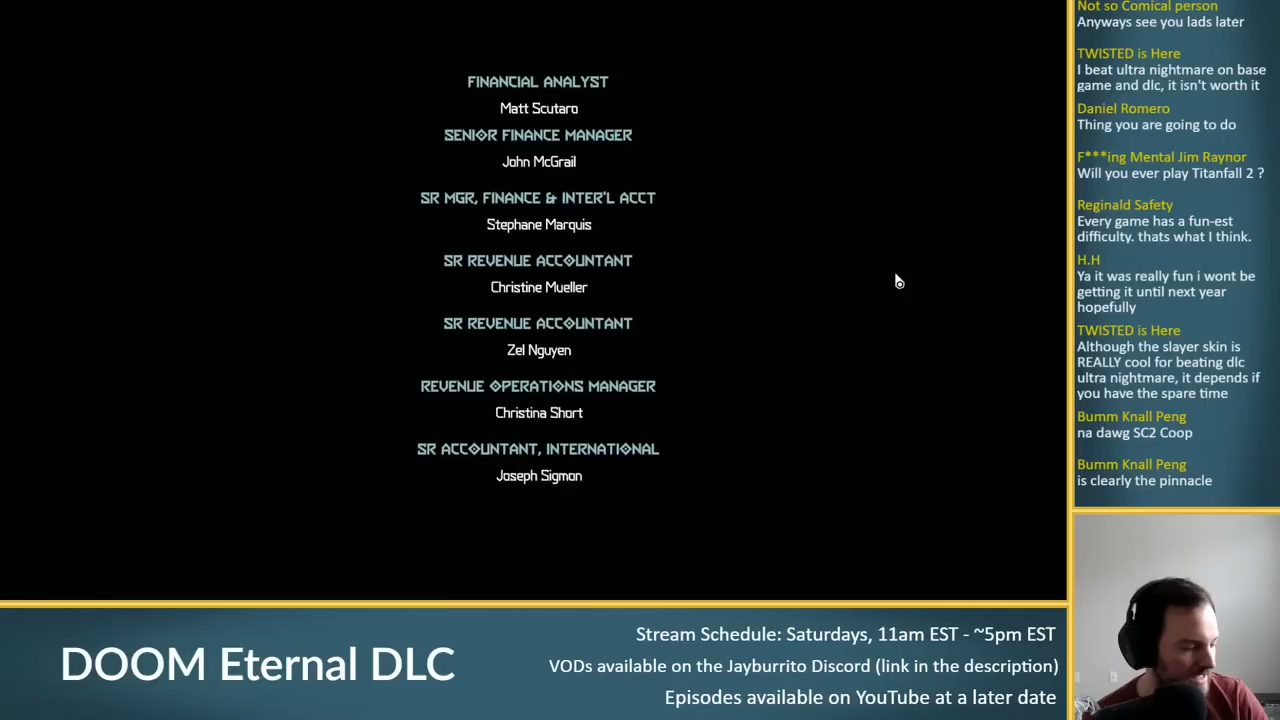 FINANCIAL ANALYST
Matt Scutaro
SENIOR FINANCE MANAGER
John McGrail
SR MGR, FINANCE & INTER'L ACCT
Stephane Marquis
SR REVENUE ACCOUNTANT
Christine Mueller
SR REVENUE ACCOUNTANT
Zel Nguyen
REVENUE OPERATIONS MANAGER
Christina Short
SR ACCOUNTANT, INTERNATIONAL
Joseph Sigmon
Not so Comical person
Anyways see you lads later
TWISTED is Here
I beat ultra nightmare on base
game and dlc, it isn't worth it
Daniel Romero
Thing you are going to do
F***ing Mental Jim Raynor
Will you ever play Titanfall 2 ?
Reginald Safety
Every game has a fun-est
difficulty. thats what I think.
H.H
Ya it was really fun i wont be
getting it until next year
hopefully
TWISTED is Here
Although the slayer skin is
REALLY cool for beating dlc
ultra nightmare, it depends if
you have the spare time
Bumm Knall Peng
na dawg SC2 Coop
Bumm Knall Peng
is clearly the pinnacle
DOOM Eternal DLC
Stream Schedule: Saturdays, 11am EST - ~5pm EST
VODs available on the Jayburrito Discord (link in the description)
Episodes available on YouTube at a later date